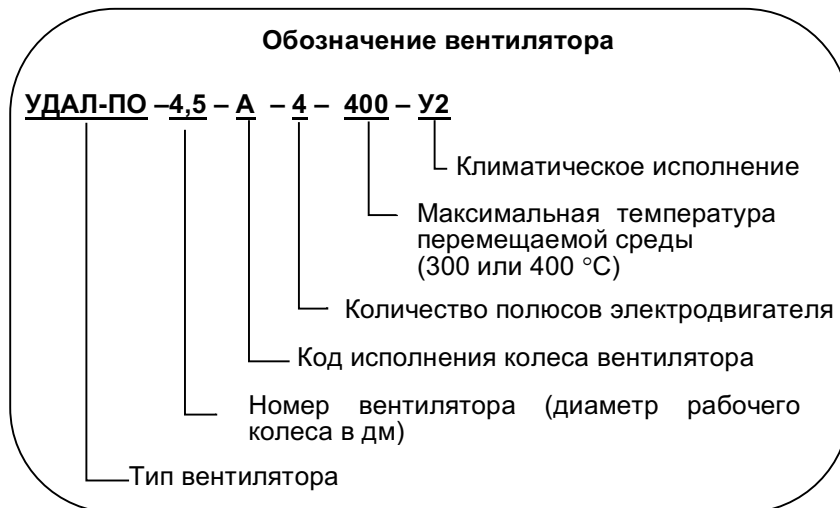 Обозначение вентилятора
УДАЛ-ПО –4,5 – А – 4 – 400 – У2
Климатическое исполнение
Максимальная температура
перемещаемой среды
(300 или 400 °С)
Количество полюсов электродвигателя
Код исполнения колеса вентилятора
Номер вентилятора (диаметр рабочего
колеса в дм)
Тип вентилятора